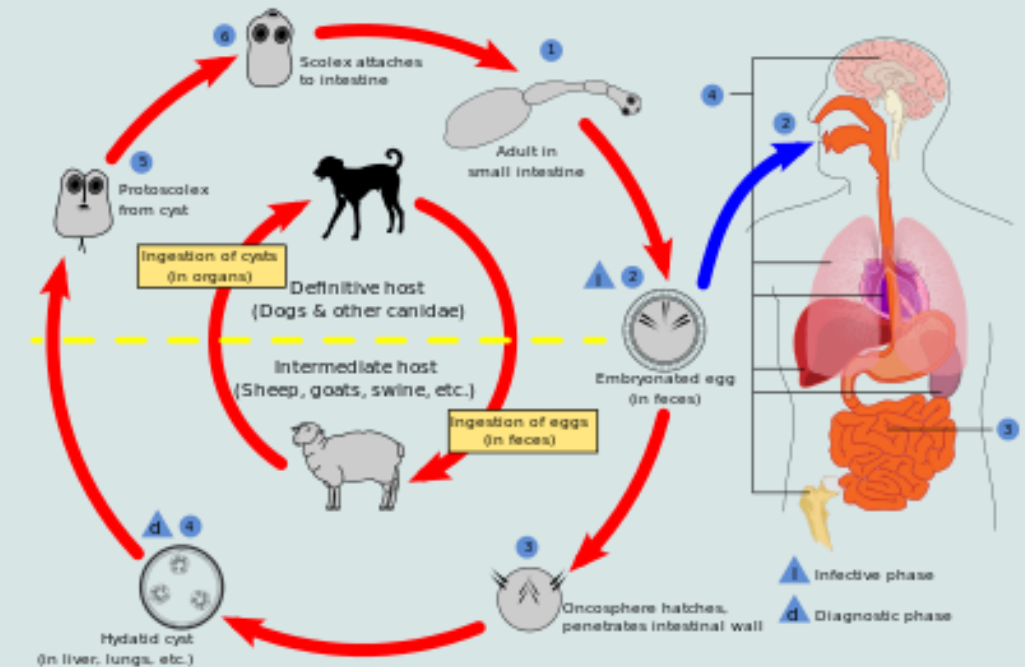 6
Scolex attaches
to intestine
1
Adult in
small intestine
5
Protoscolex
from cyst
Ingestion of cysts
(in organs)
Definitive host
(Dogs & other canidae)
Intermediate host
(Sheep, goats, swine, etc.)
Ingestion of eggs
(in feces)
i 2
Embryonated egg
(in feces)
d 4
Hydatid cyst
(in liver, lungs, etc.)
3
Oncosphere hatches,
penetrates intestinal wall
4
2
3
i Infective phase
d Diagnostic phase